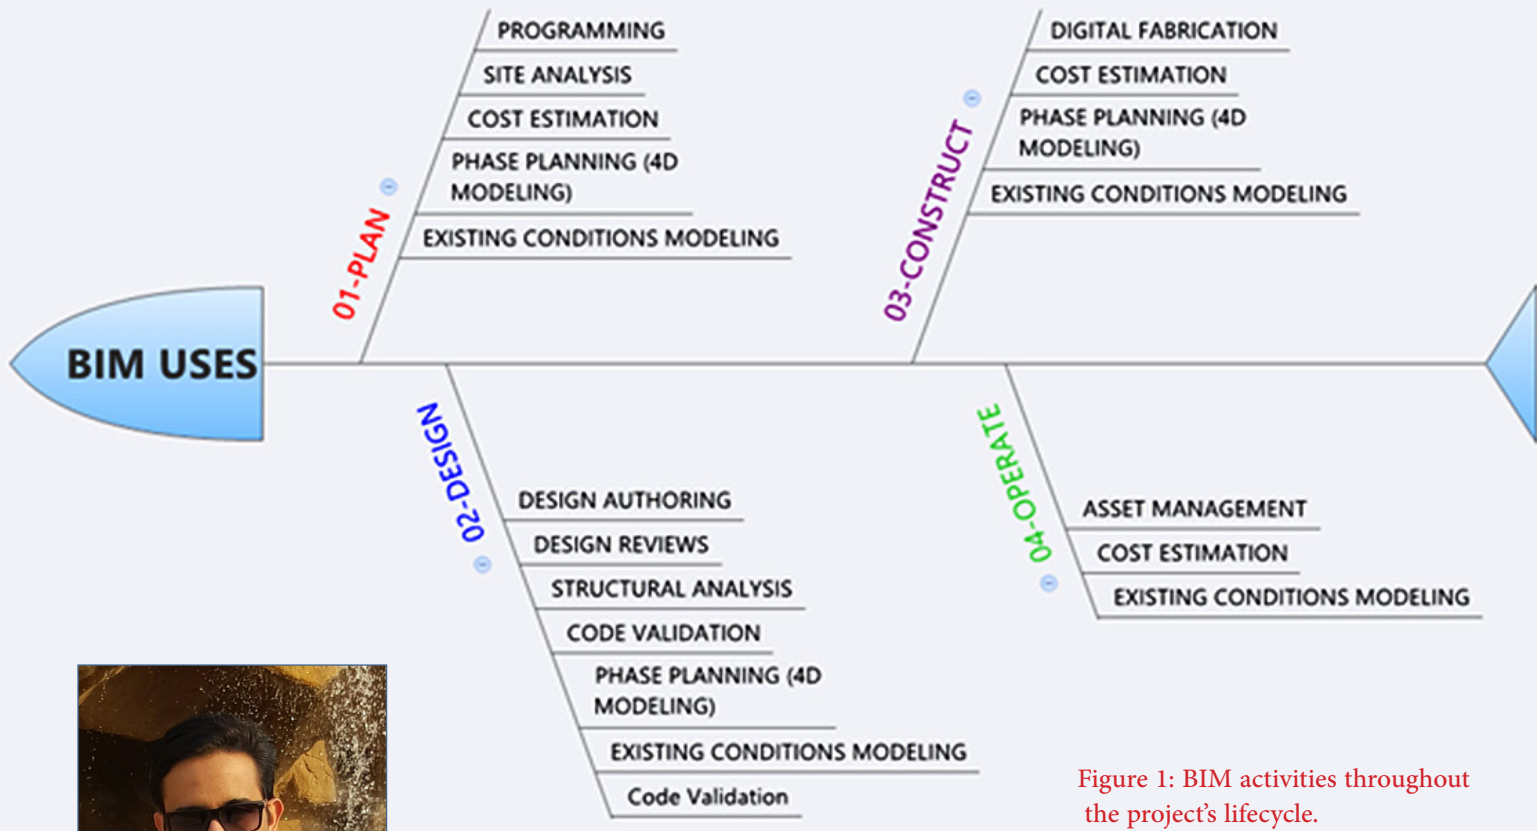 PROGRAMMING
SITE ANALYSIS
COST ESTIMATION
PHASE PLANNING (4D
MODELING)
EXISTING CONDITIONS MODELING
01-PLAN
DIGITAL FABRICATION
COST ESTIMATION
PHASE PLANNING (4D
MODELING)
EXISTING CONDITIONS MODELING
03-CONSTRUCT
BIM USES
02-DESIGN
DESIGN AUTHORING
DESIGN REVIEWS
STRUCTURAL ANALYSIS
CODE VALIDATION
PHASE PLANNING (4D
MODELING)
EXISTING CONDITIONS MODELING
Code Validation
04-OPERATE
ASSET MANAGEMENT
COST ESTIMATION
EXISTING CONDITIONS MODELING
Figure 1: BIM activities throughout
the project's lifecycle.